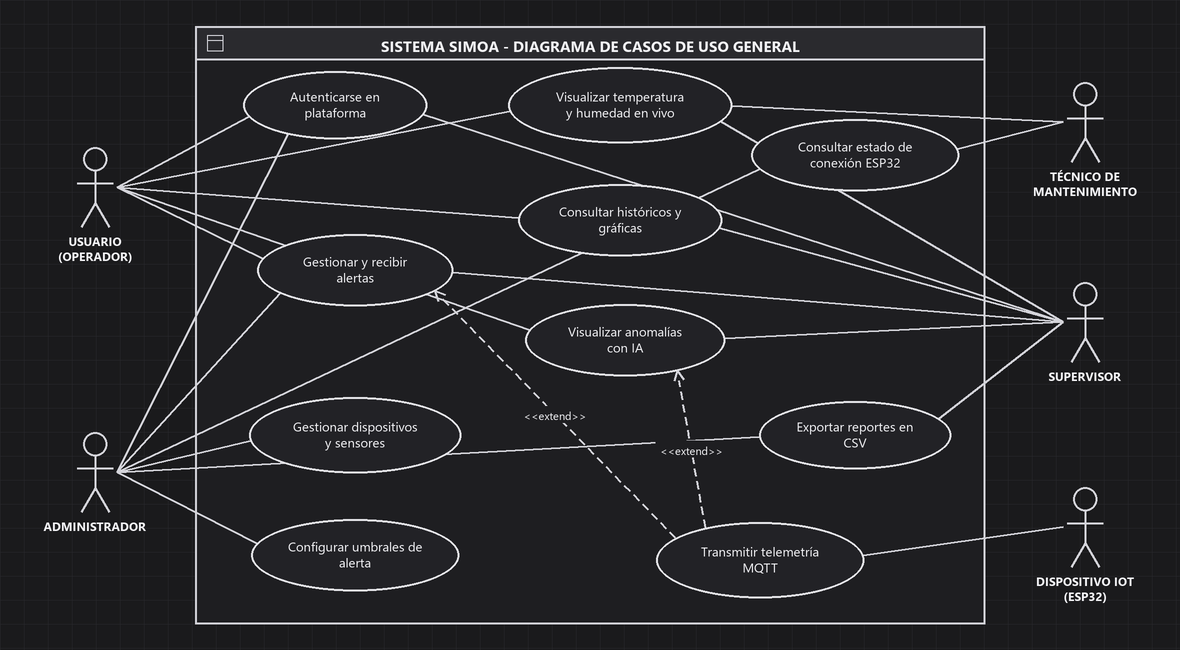 SISTEMA SIMOA - DIAGRAMA DE CASOS DE USO GENERAL
Autenticarse en
plataforma
Visualizar temperatura
y humedad en vivo
Consultar estado de
conexión ESP32
TÉCNICO DE
MANTENIMIENTO
USUARIO
(OPERADOR)
Consultar históricos y
gráficas
Gestionar y recibir
alertas
Visualizar anomalías
con IA
SUPERVISOR
<<extend>>
Gestionar dispositivos
y sensores
<<extend>>
Exportar reportes en
CSV
ADMINISTRADOR
Configurar umbrales de
alerta
Transmitir telemetría
MQTT
DISPOSITIVO IOT
(ESP32)